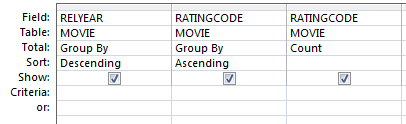 Field: RELYEAR RATINGCODE RATINGCODE
Table: MOVIE MOVIE MOVIE
Total: Group By Group By Count
Sort: Descending Ascending
Show:
Criteria:
or: